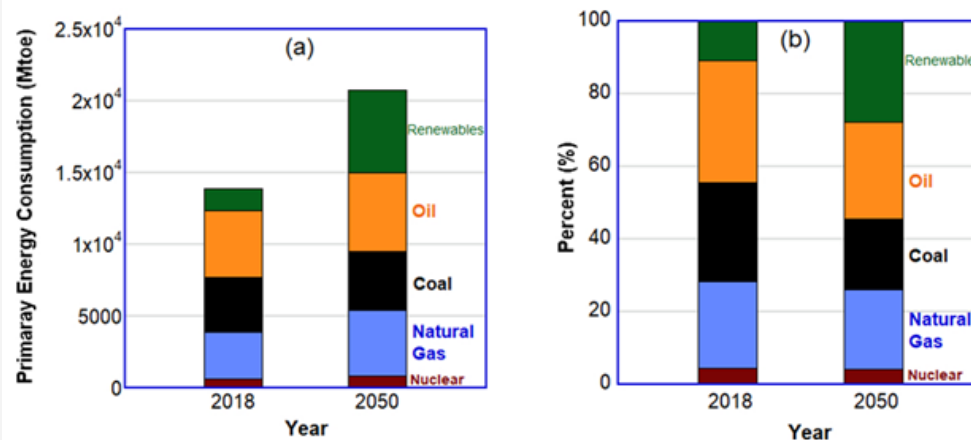 (a)
Primaray Energy Consumption (Mtoe)
2.5x10⁴
2x10⁴
1.5x10⁴
1x10⁴
5000
0
Renewables
Oil
Coal
Natural
Gas
Nuclear
2018 2050
Year
(b)
Percent (%)
100
80
60
40
20
0
Renewable
Oil
Coal
Natural
Gas
Nuclear
2018 2050
Year